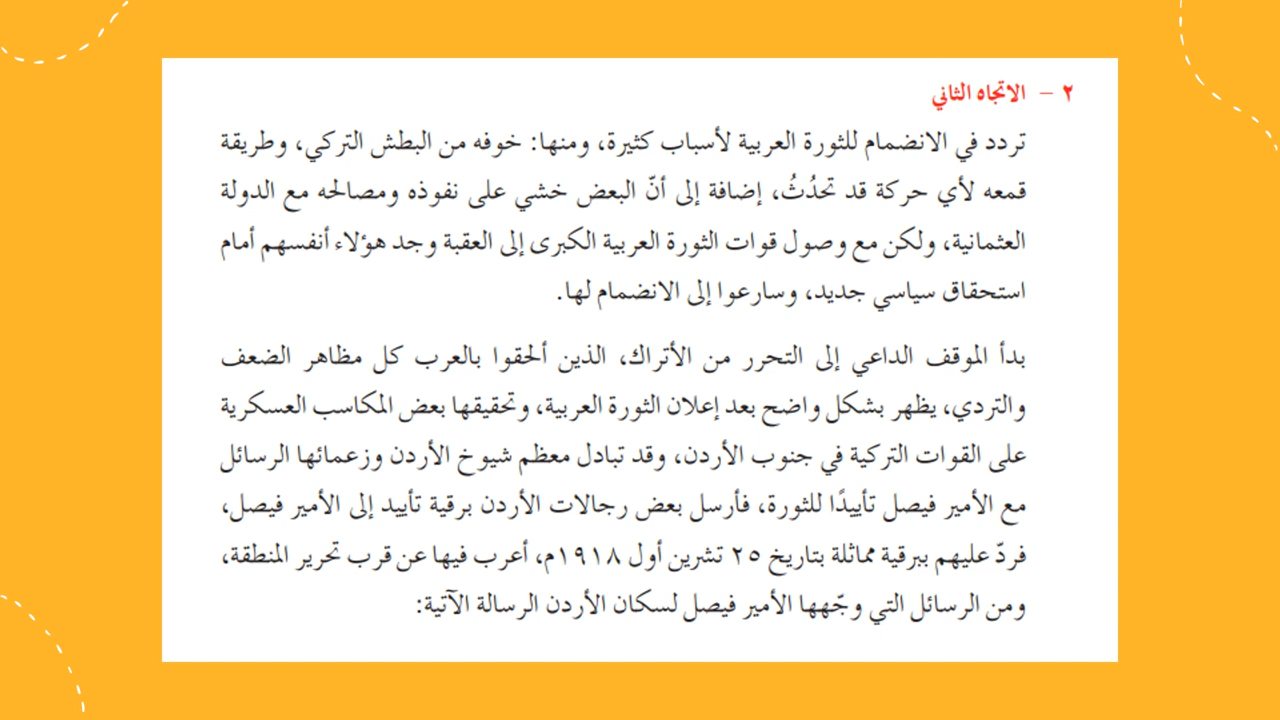 ٢ – الاتجاه الثاني
تردد في الانضمام للثورة العربية لأسباب كثيرة، ومنها: خوفه من البطش التركي، وطريقة
قمعه لأي حركة قد تحدُثُ، إضافة إلى أنّ البعض خشي على نفوذه ومصالحه مع الدولة
العثمانية، ولكن مع وصول قوات الثورة العربية الكبرى إلى العقبة وجد هؤلاء أنفسهم أمام
استحقاق سياسي جديد، وسارعوا إلى الانضمام لها.
بدأ الموقف الداعي إلى التحرر من الأتراك، الذين ألحقوا بالعرب كل مظاهر الضعف
والتردي، يظهر بشكل واضح بعد إعلان الثورة العربية، وتحقيقها بعض المكاسب العسكرية
على القوات التركية في جنوب الأردن، وقد تبادل معظم شيوخ الأردن وزعمائها الرسائل
مع الأمير فيصل تأييدًا للثورة، فأرسل بعض رجالات الأردن برقية تأييد إلى الأمير فيصل،
فردّ عليهم ببرقية مماثلة بتاريخ ٢٥ تشرين أول ١٩١٨م، أعرب فيها عن قرب تحرير المنطقة،
ومن الرسائل التي وجّهها الأمير فيصل لسكان الأردن الرسالة الآتية: